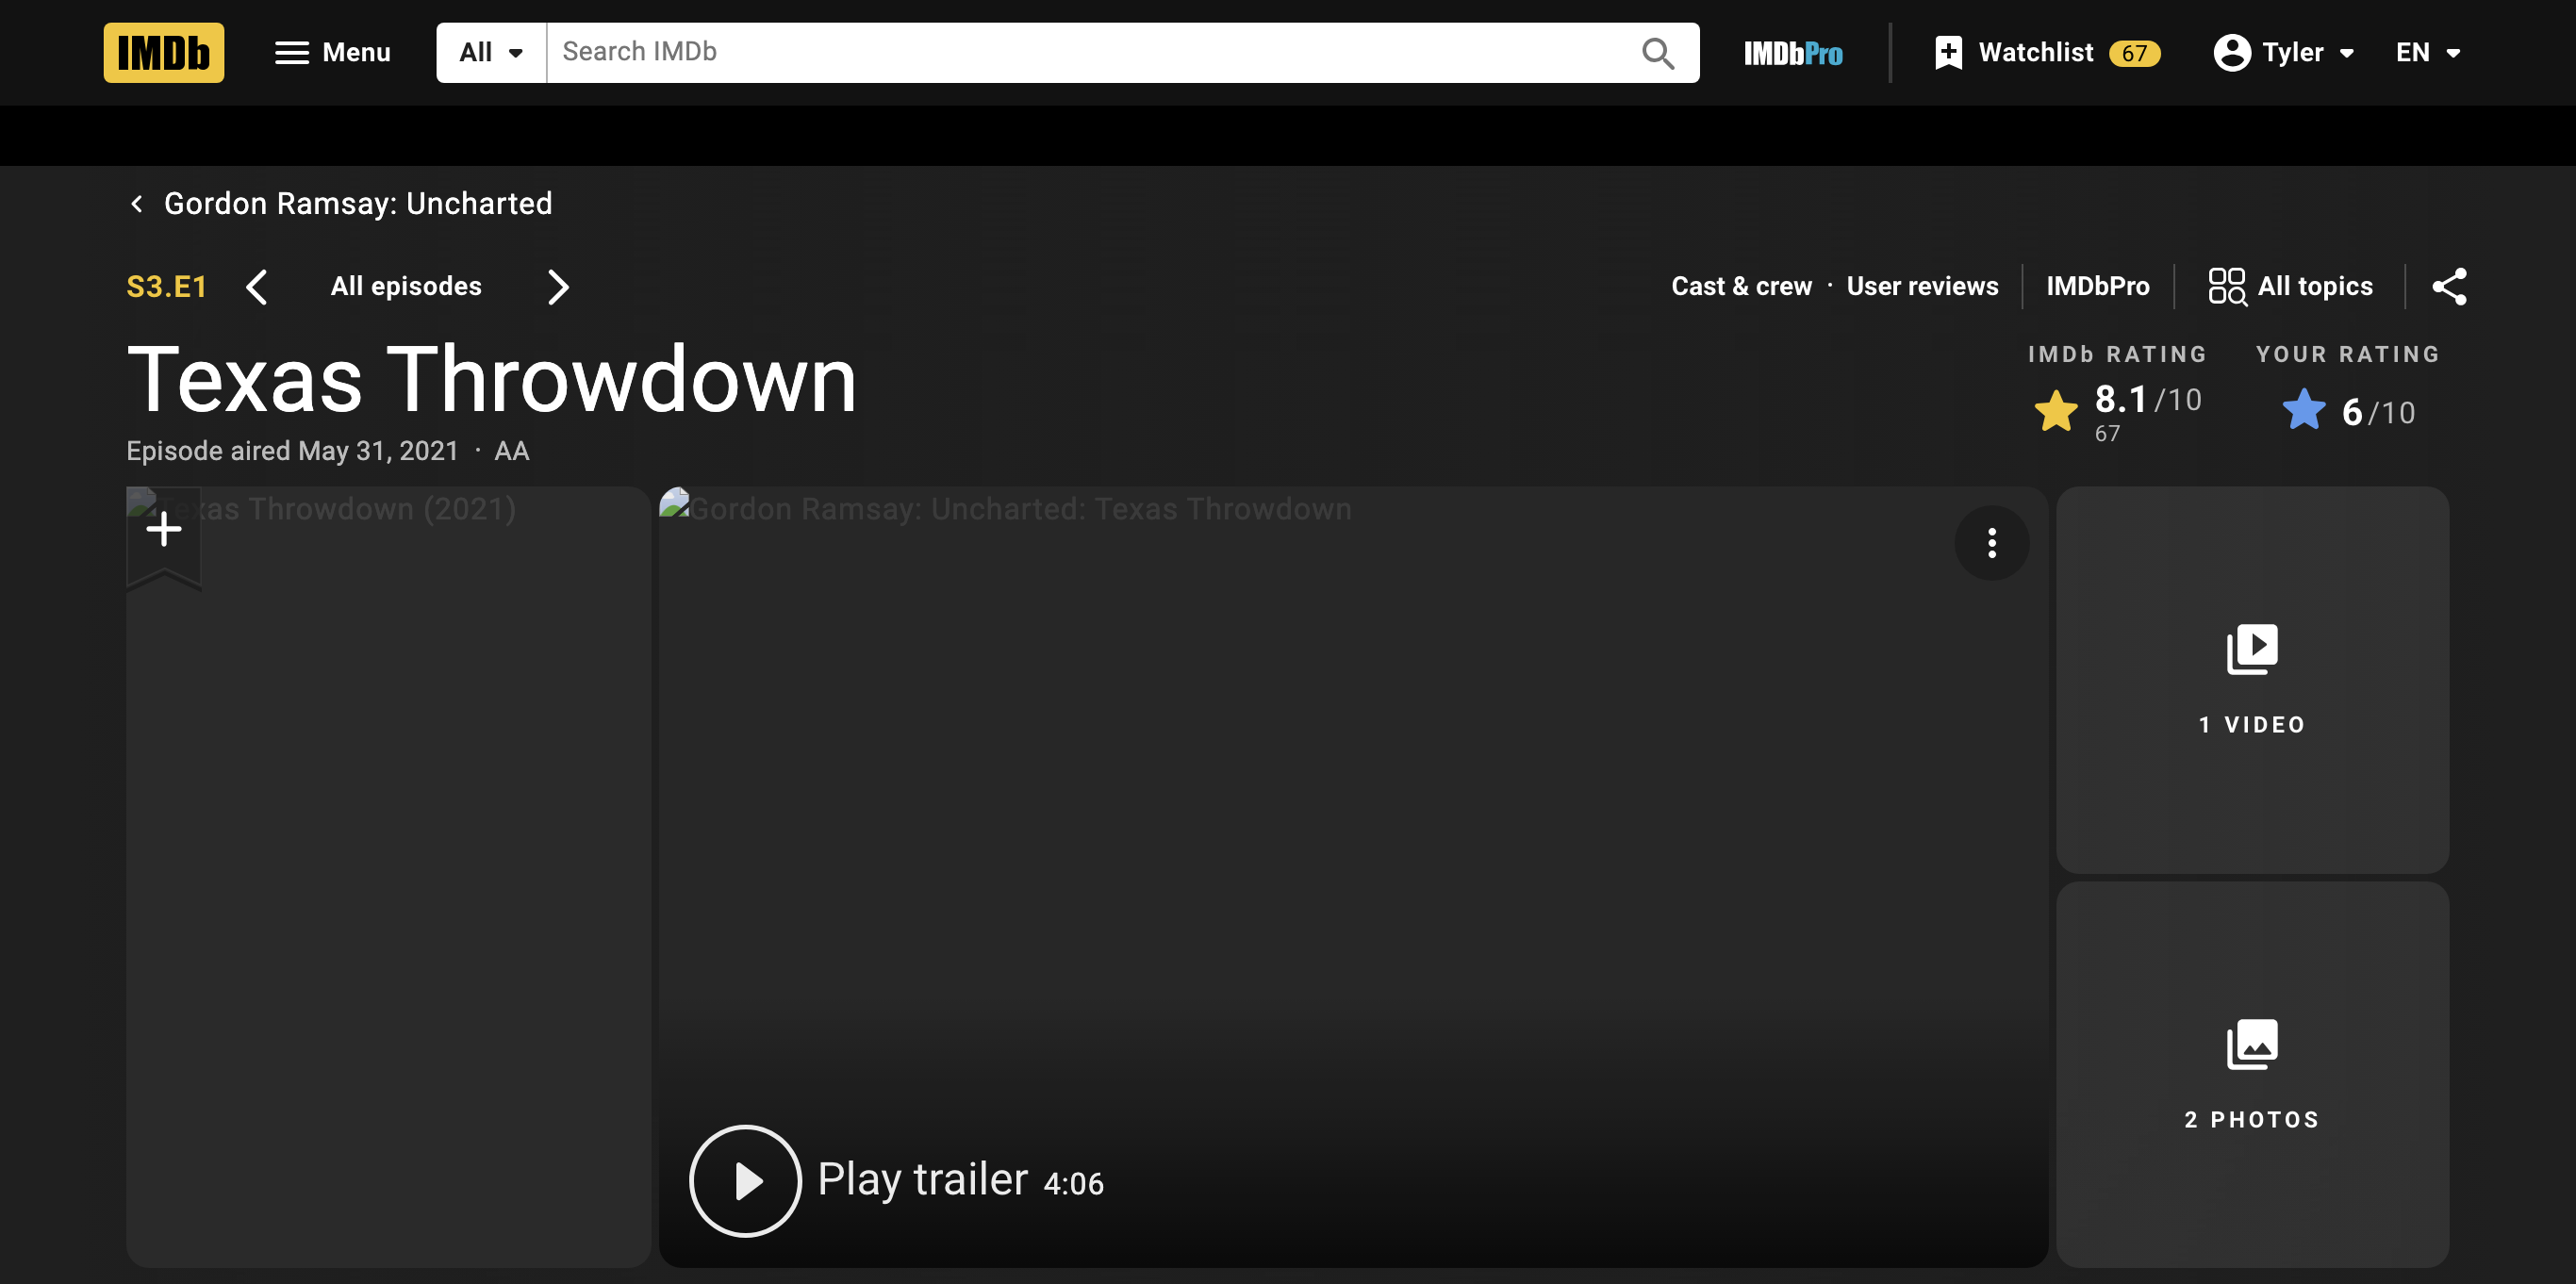 IMDb Menu All Search IMDb IMDbPro Watchlist 67 Tyler EN
Gordon Ramsay: Uncharted
S3.E1 All episodes Cast & crew · User reviews IMDbPro All topics
Texas Throwdown
Episode aired May 31, 2021 · AA
IMDb RATING YOUR RATING
8.1/10 6/10
67
Texas Throwdown (2021)
Gordon Ramsay: Uncharted: Texas Throwdown
1 VIDEO
2 PHOTOS
Play trailer 4:06